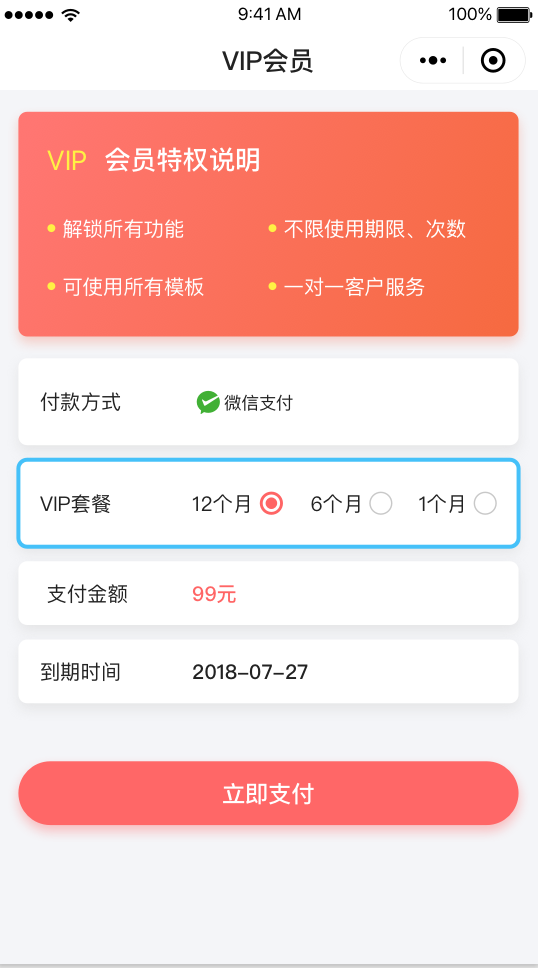 9:41 AM 100%
VIP会员
VIP 会员特权说明
解锁所有功能 不限使用期限、次数
可使用所有模板 一对一客户服务
付款方式 微信支付
VIP套餐 12个月 6个月 1个月
支付金额 99元
到期时间 2018-07-27
立即支付